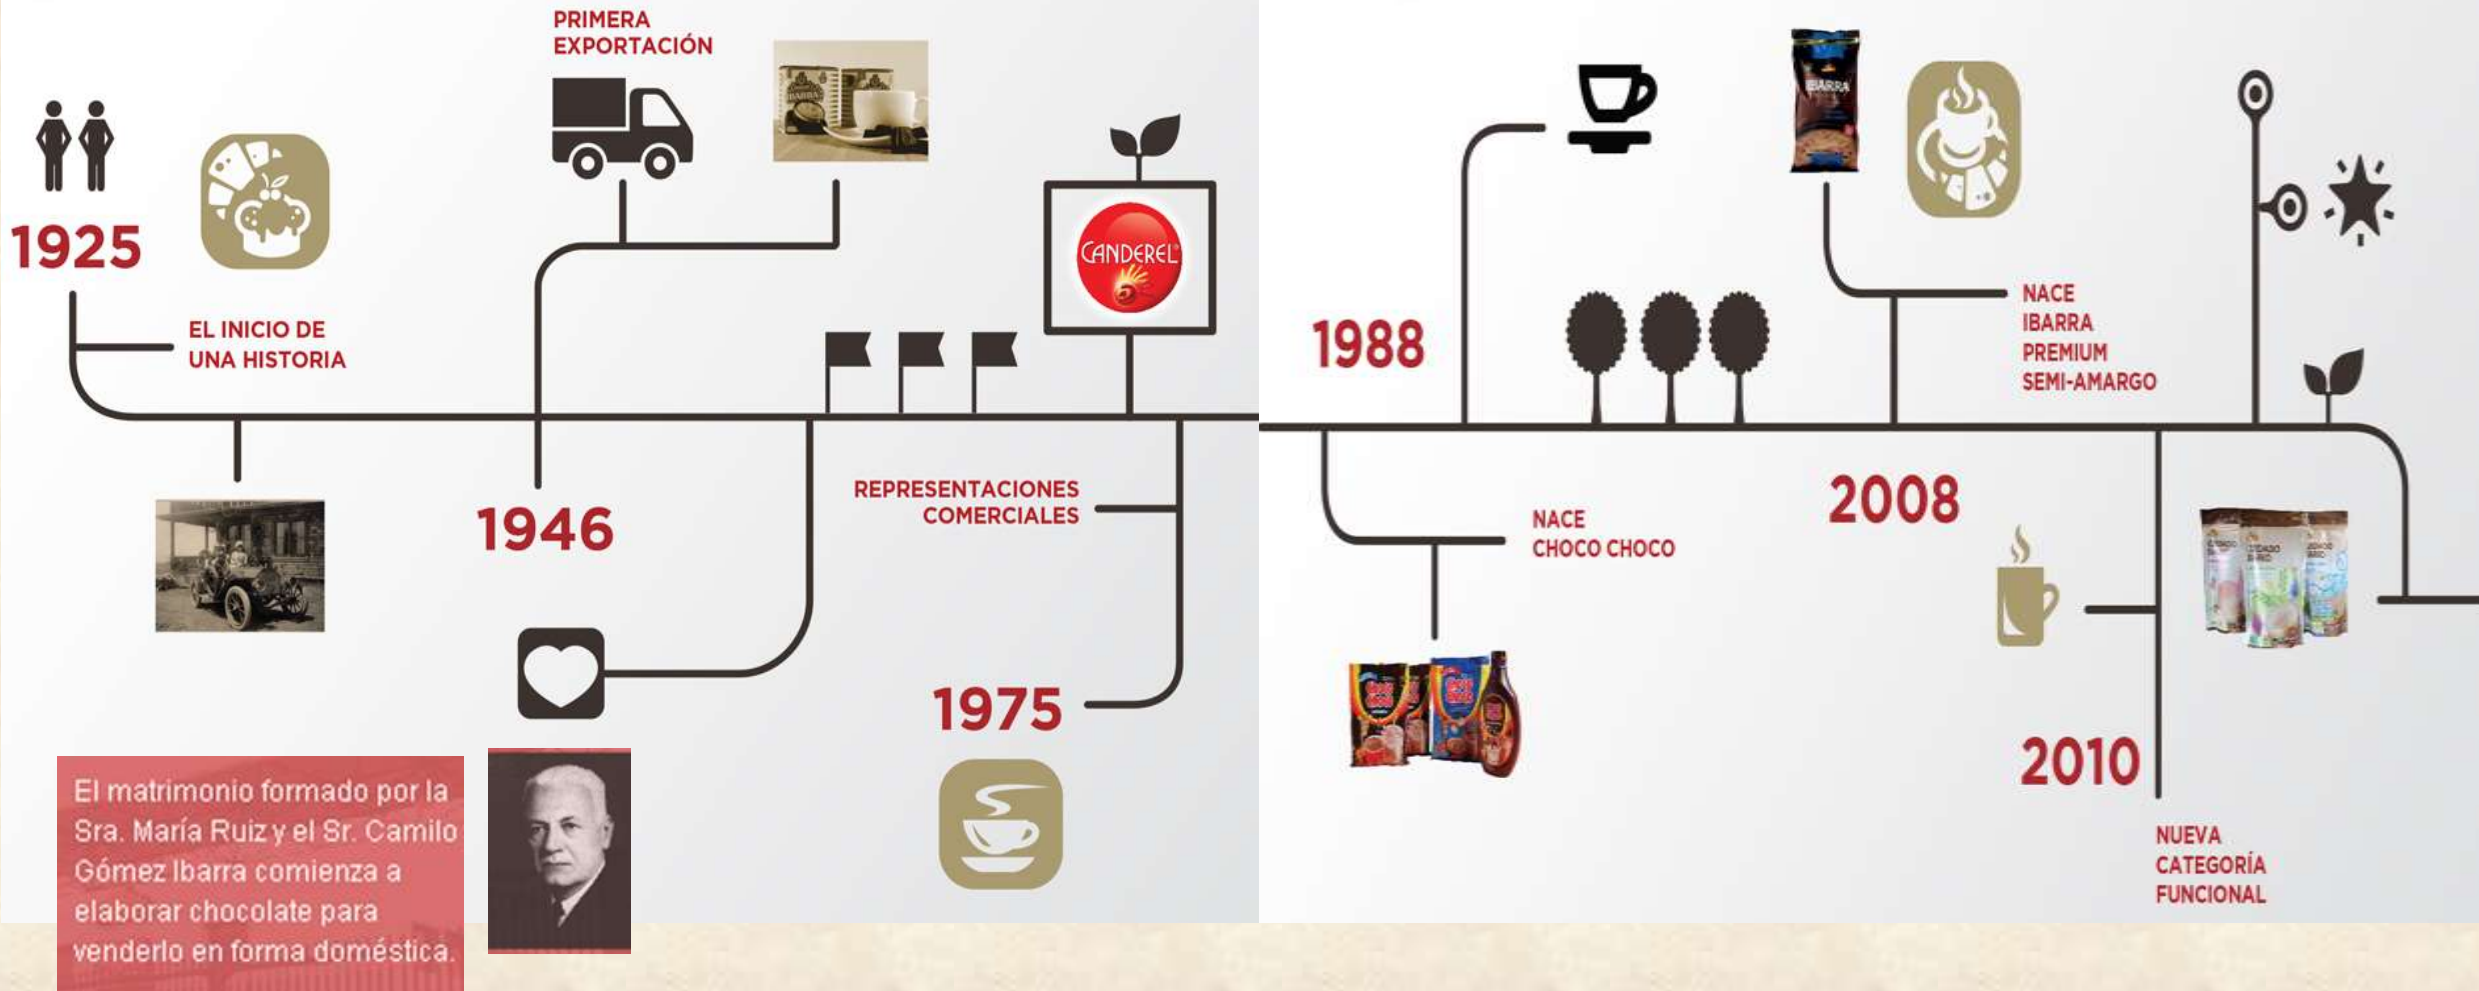 1925
EL INICIO DE
UNA HISTORIA
PRIMERA
EXPORTACIÓN
IBARRA
1946
CANDEREL
REPRESENTACIONES
COMERCIALES
1975
El matrimonio formado por la
Sra. María Ruiz y el Sr. Camilo
Gómez Ibarra comienza a
elaborar chocolate para
venderlo en forma doméstica.
1988
NACE
CHOCO CHOCO
IBARRA
NACE
IBARRA
PREMIUM
SEMI-AMARGO
2008
2010
NUEVA
CATEGORÍA
FUNCIONAL